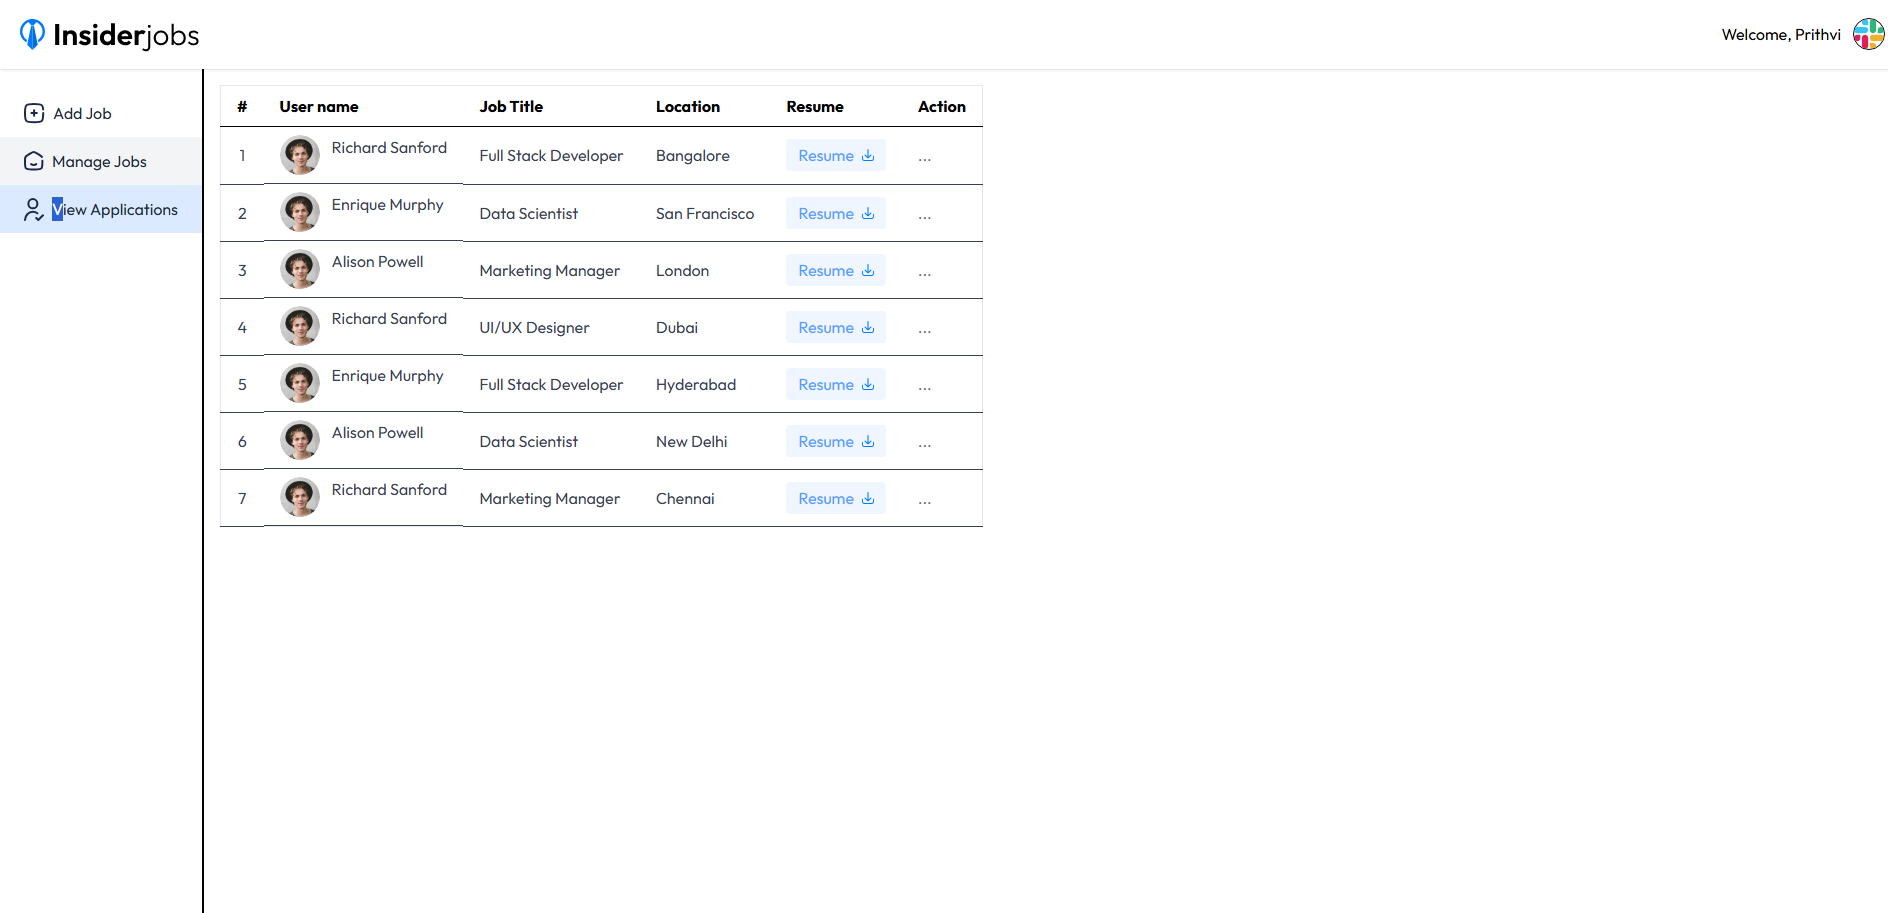 Insiderjobs
Welcome, Prithvi
Add Job
Manage Jobs
View Applications
# User name Job Title Location Resume Action
1 Richard Sanford Full Stack Developer Bangalore Resume ...
2 Enrique Murphy Data Scientist San Francisco Resume ...
3 Alison Powell Marketing Manager London Resume ...
4 Richard Sanford UI/UX Designer Dubai Resume ...
5 Enrique Murphy Full Stack Developer Hyderabad Resume ...
6 Alison Powell Data Scientist New Delhi Resume ...
7 Richard Sanford Marketing Manager Chennai Resume ...